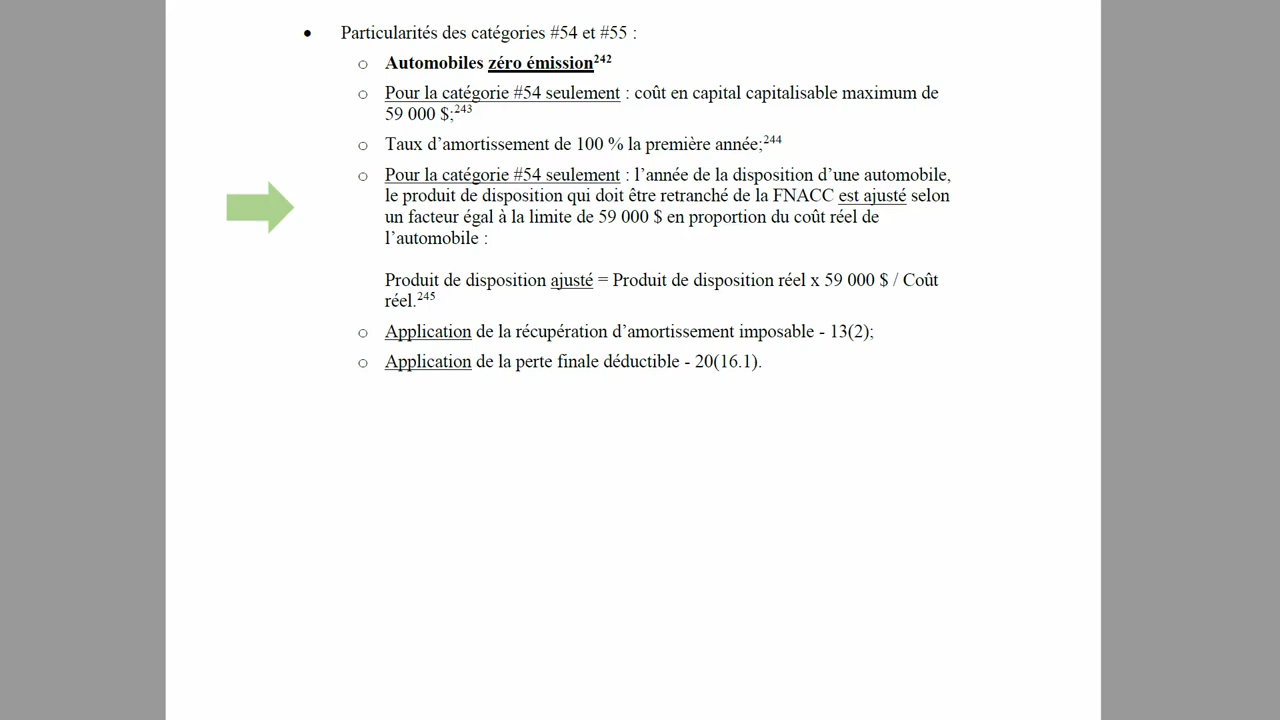 • Particularités des catégories #54 et #55 :
o Automobiles zéro émission242
o Pour la catégorie #54 seulement : coût en capital capitalisable maximum de
59 000 $;243
o Taux d’amortissement de 100 % la première année;244
o Pour la catégorie #54 seulement : l’année de la disposition d’une automobile,
le produit de disposition qui doit être retranché de la FNACC est ajusté selon
un facteur égal à la limite de 59 000 $ en proportion du coût réel de
l’automobile :
Produit de disposition ajusté = Produit de disposition réel x 59 000 $ / Coût
réel.245
o Application de la récupération d’amortissement imposable - 13(2);
o Application de la perte finale déductible - 20(16.1).